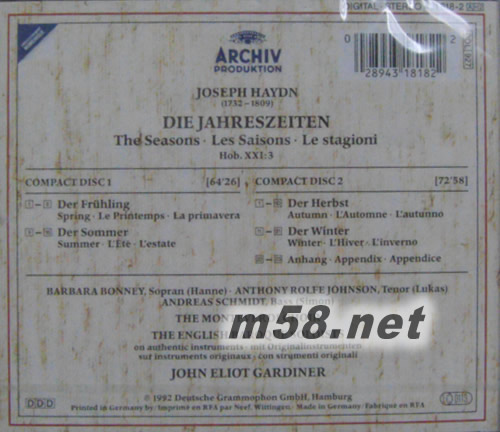 DIGITAL STEREO 18-2
ARCHIV
PRODUKTION
0 28943 18182 2
JOSEPH HAYDN
(1732–1809)
DIE JAHRESZEITEN
The Seasons · Les Saisons · Le stagioni
Hob. XXI:3
COMPACT DISC 1 [64'26]
Der Frühling
Spring · Le Printemps · La primavera
Der Sommer
Summer · L'Été · L'estate
COMPACT DISC 2 [72'58]
Der Herbst
Autumn · L'Automne · L'autunno
Der Winter
Winter · L'Hiver · L'inverno
Anhang · Appendix · Appendice
BARBARA BONNEY, Sopran (Hanne) · ANTHONY ROLFE JOHNSON, Tenor (Lukas)
ANDREAS SCHMIDT, Bass (Simon)
THE
m58.net
THE ENGLISH
on authentic instruments · mit Originalinstrumenten
sur instruments originaux · con strumenti originali
JOHN ELIOT GARDINER
DDD
© 1992 Deutsche Grammophon GmbH, Hamburg
Printed in Germany by / Imprimé en RFA par Neef, Wittingen. Made in Germany / Fabriqué en RFA